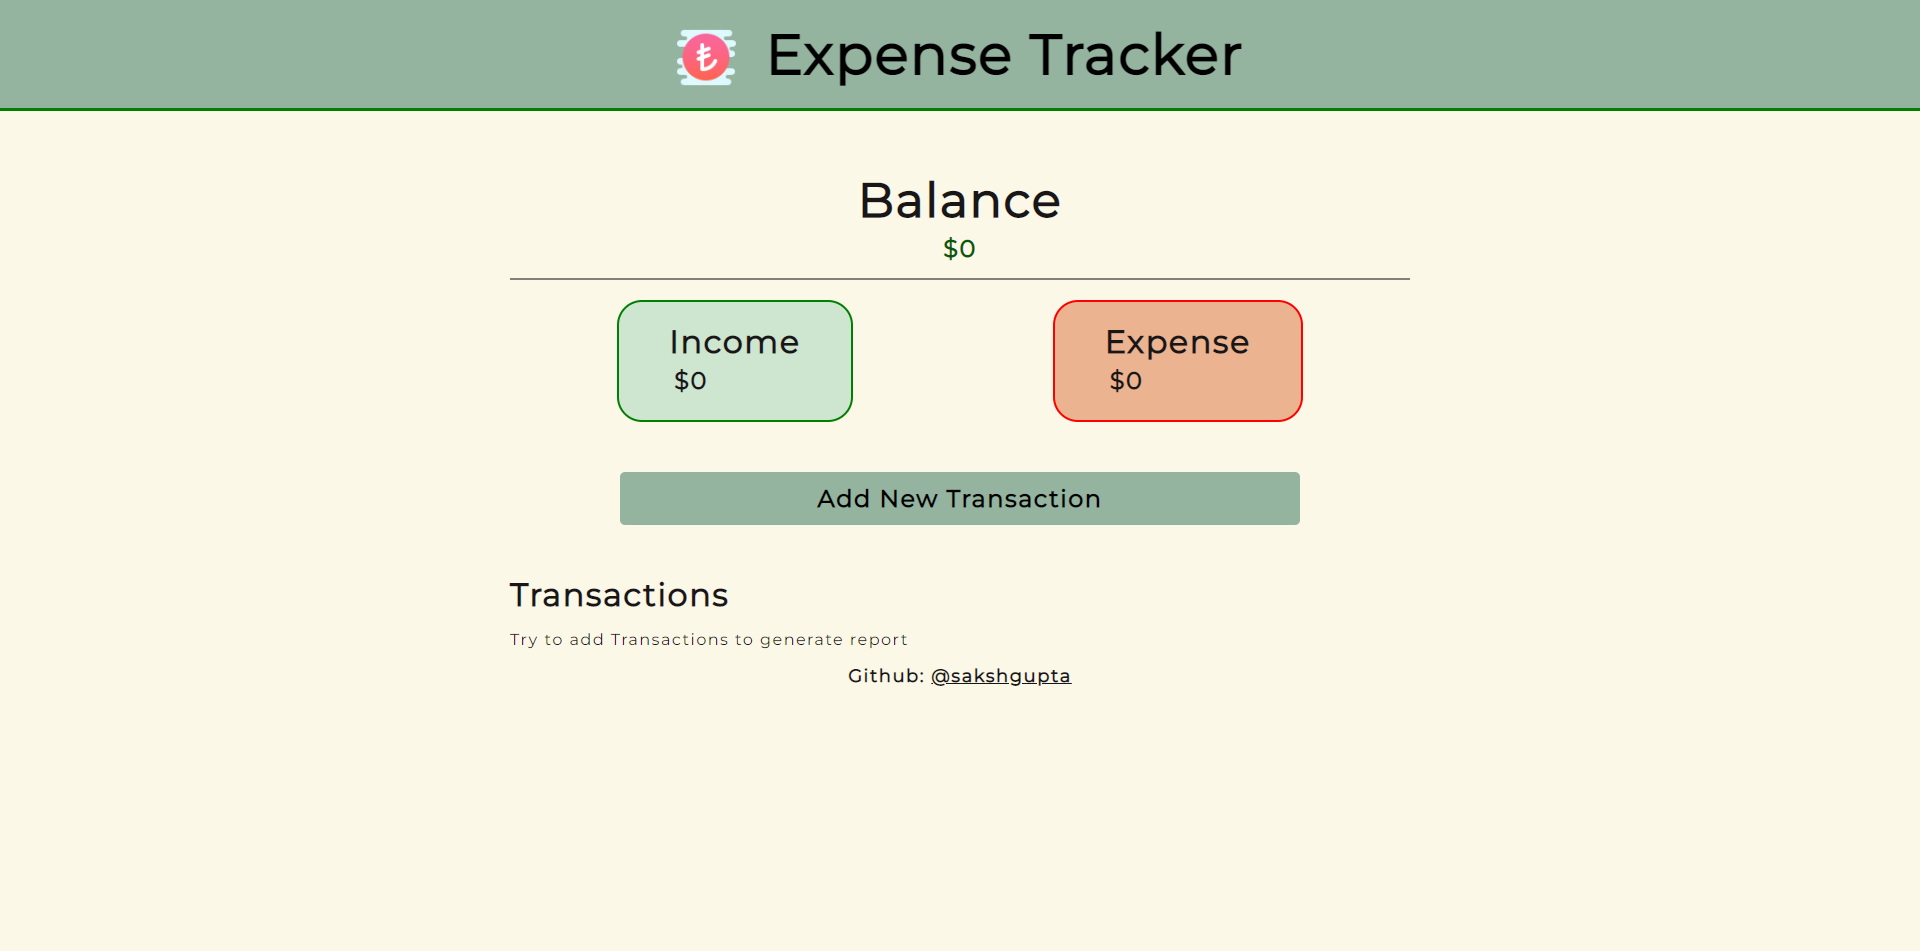 ₺ Expense Tracker
Balance
$0
Income
$0
Expense
$0
Add New Transaction
Transactions
Try to add Transactions to generate report
Github: @sakshgupta